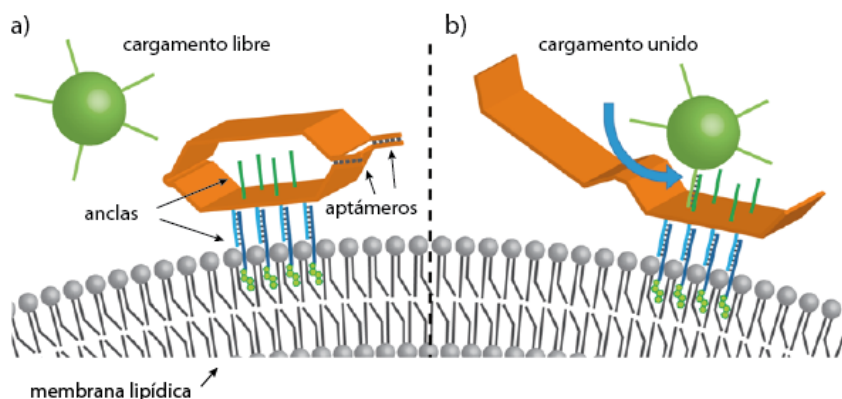 a)
cargamento libre
anclas
aptámeros
membrana lipídica
b)
cargamento unido